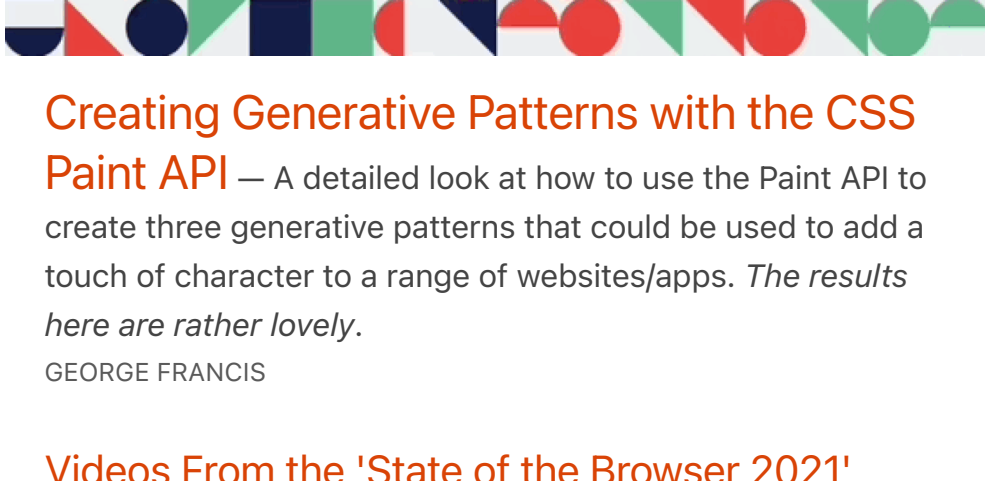 Creating Generative Patterns with the CSS
Paint API — A detailed look at how to use the Paint API to
create three generative patterns that could be used to add a
touch of character to a range of websites/apps. The results
here are rather lovely.
GEORGE FRANCIS
Videos From the 'State of the Browser 2021'